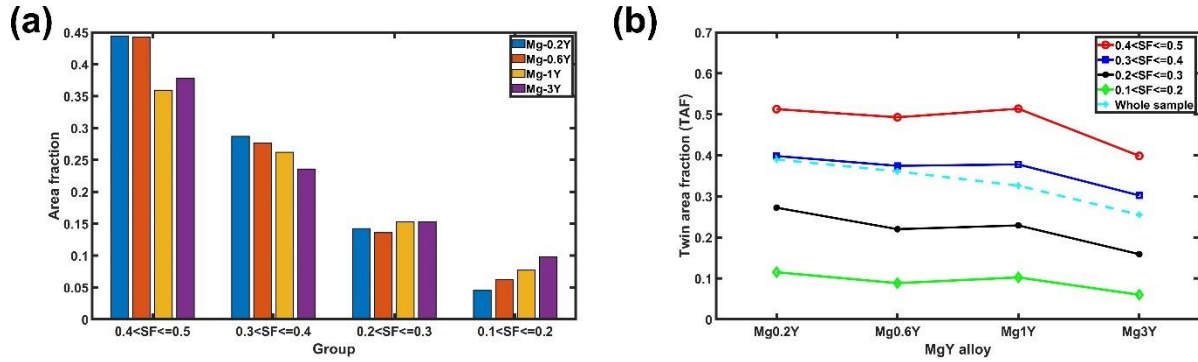 (a)
0.45
0.4
0.35
0.3
0.25
0.2
0.15
0.1
0.05
0
Area fraction
0.4<SF<=0.5
0.3<SF<=0.4
0.2<SF<=0.3
0.1<SF<=0.2
Group
Mg-0.2Y
Mg-0.6Y
Mg-1Y
Mg-3Y
(b)
0.7
0.6
0.5
0.4
0.3
0.2
0.1
0
Twin area fraction (TAF)
Mg0.2Y
Mg0.6Y
Mg1Y
Mg3Y
MgY alloy
0.4<SF<=0.5
0.3<SF<=0.4
0.2<SF<=0.3
0.1<SF<=0.2
Whole sample